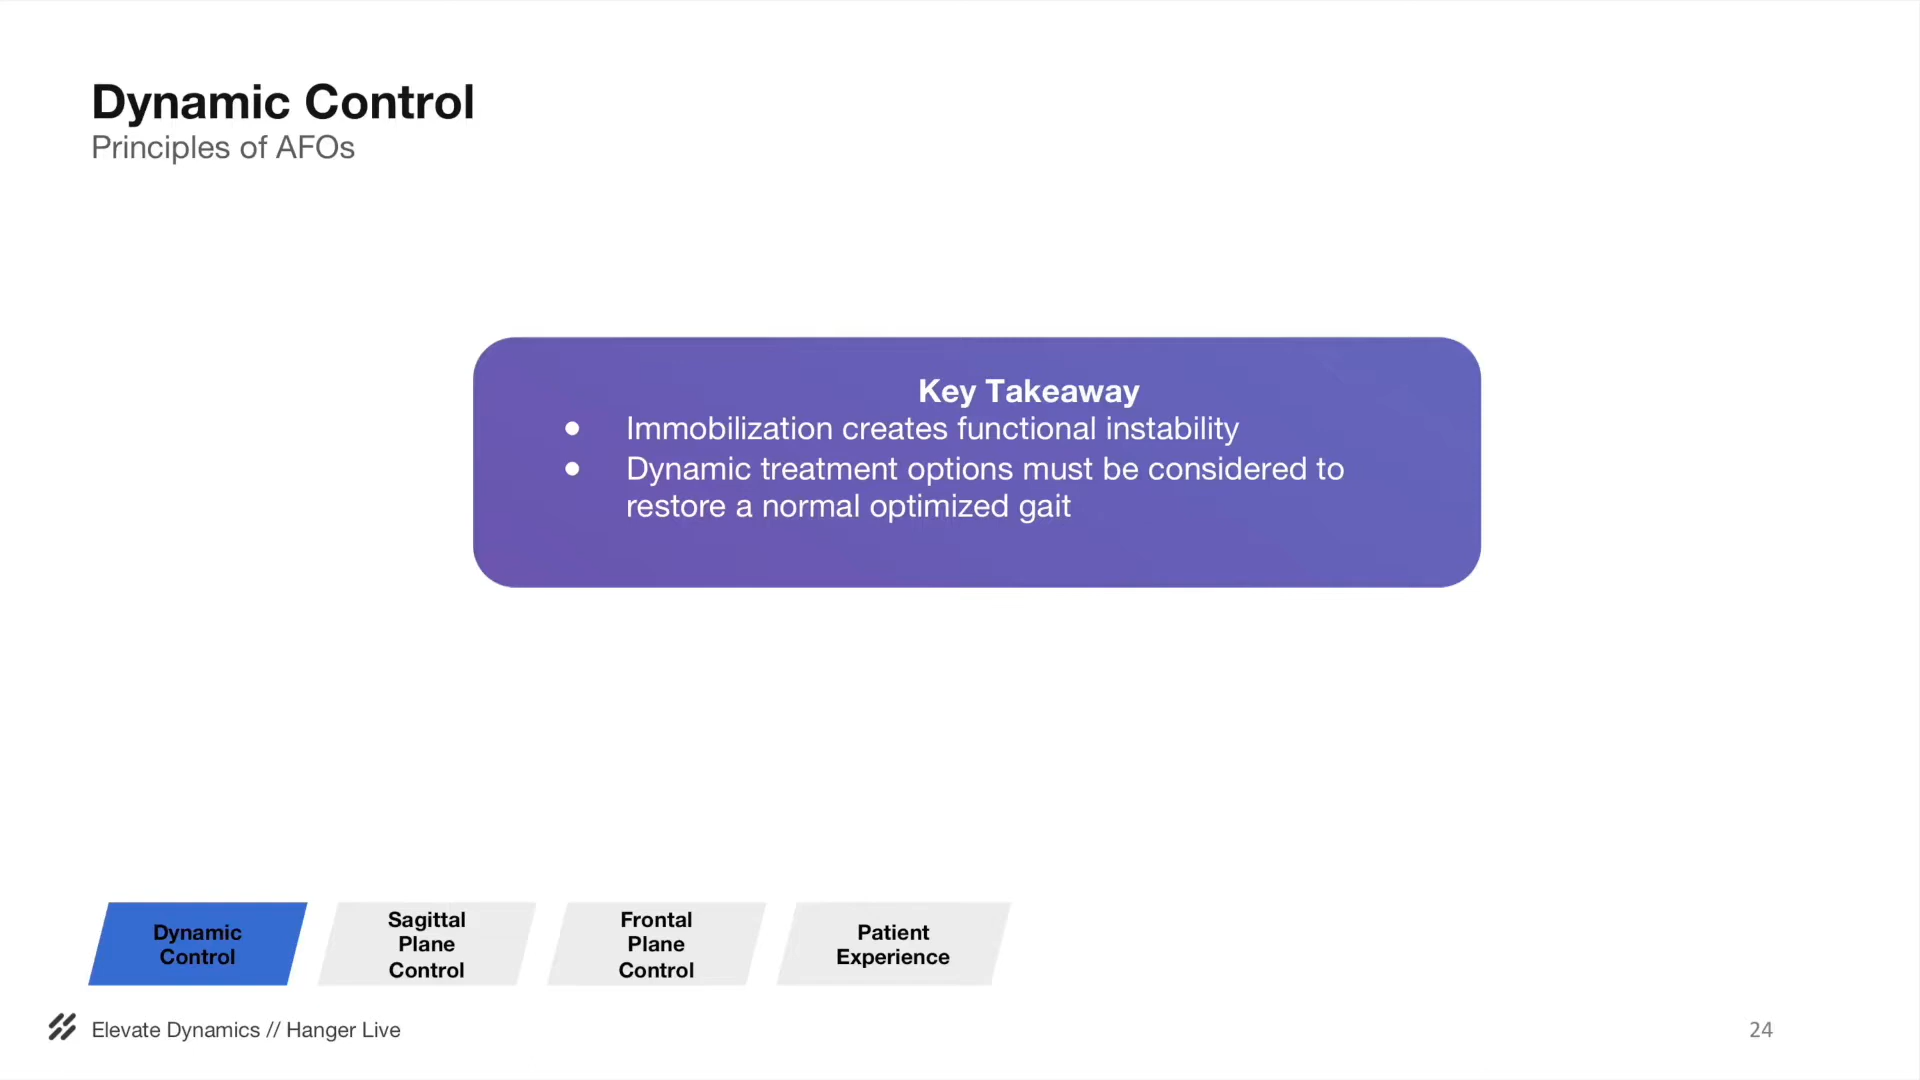 Dynamic Control
Principles of AFOs
Key Takeaway
● Immobilization creates functional instability
● Dynamic treatment options must be considered to
restore a normal optimized gait
Dynamic
Control
Sagittal
Plane
Control
Frontal
Plane
Control
Patient
Experience
Elevate Dynamics // Hanger Live
24